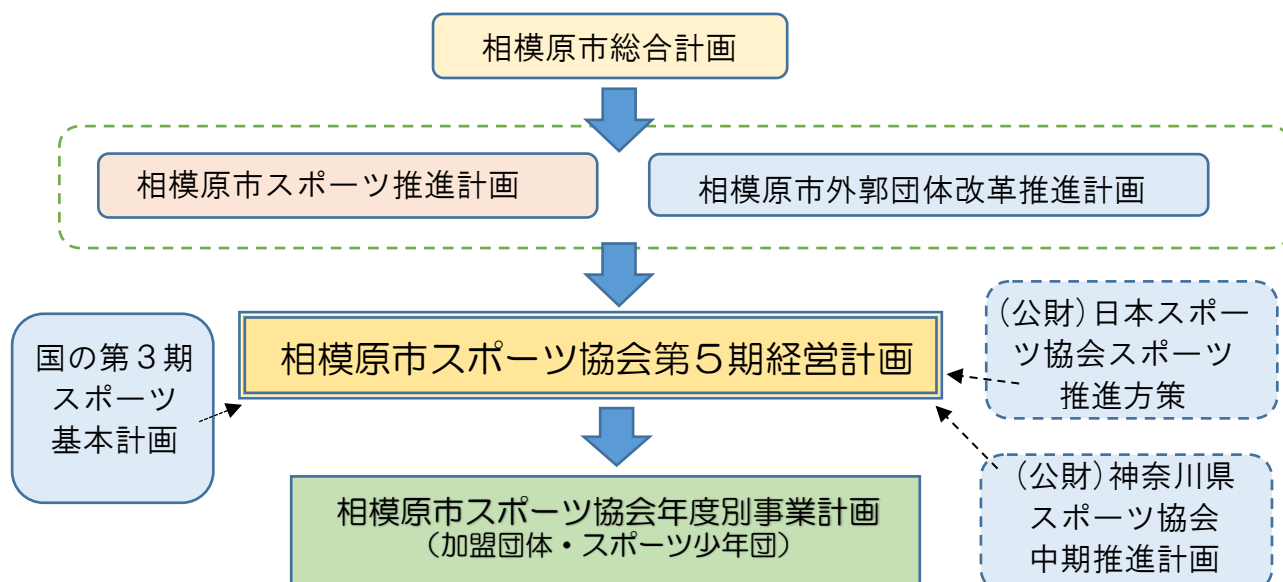 相模原市総合計画
相模原市スポーツ推進計画
相模原市外郭団体改革推進計画
国の第３期
スポーツ
基本計画
相模原市スポーツ協会第５期経営計画
(公財)日本スポー
ツ協会スポーツ
推進方策
相模原市スポーツ協会年度別事業計画
(加盟団体・スポーツ少年団)
(公財)神奈川県
スポーツ協会
中期推進計画